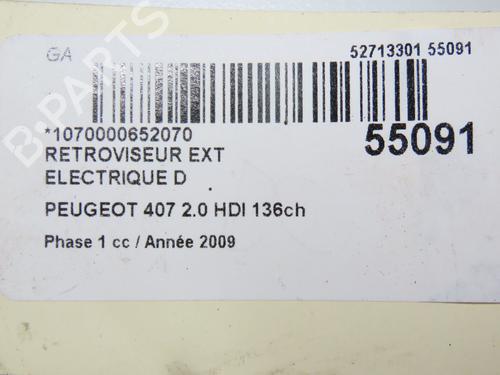 GA
52713301 55091
*1070000652070
55091
RETROVISEUR EXT
ELECTRIQUE D
PEUGEOT 407 2.0 HDI 136ch
Phase 1 cc / Année 2009
B-PARTS